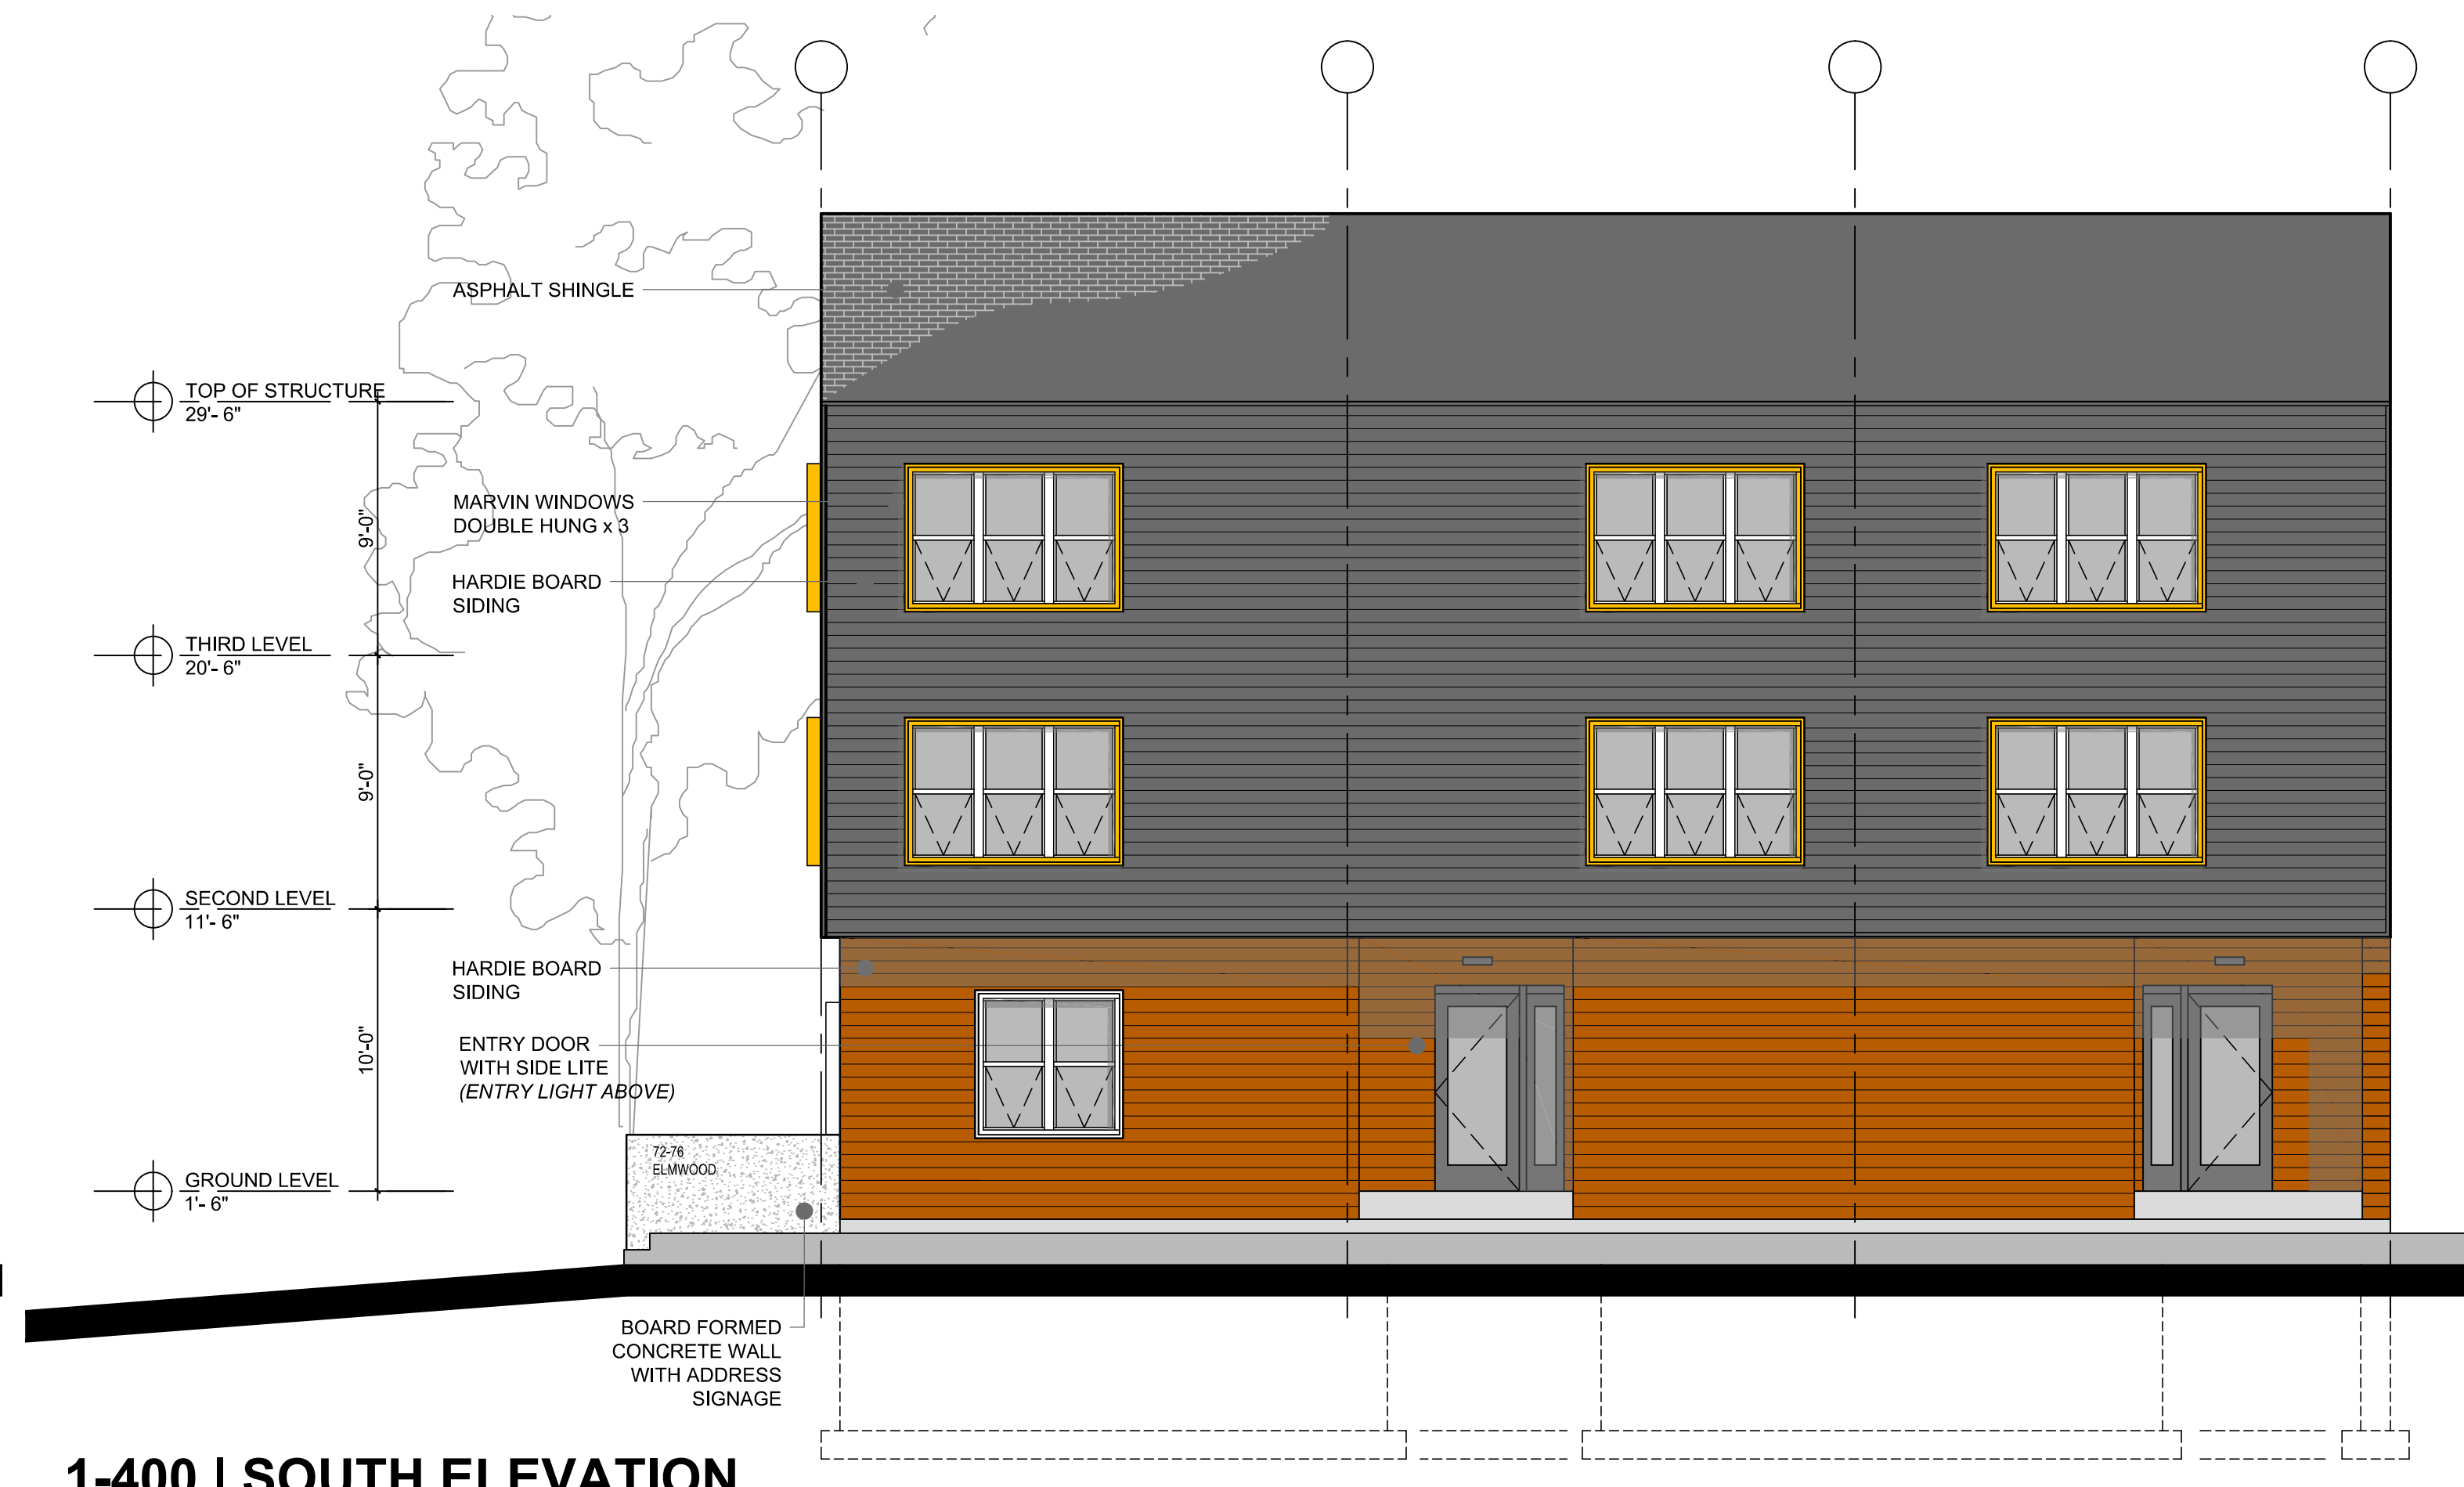 ASPHALT SHINGLE
TOP OF STRUCTURE
29'- 6"
MARVIN WINDOWS
DOUBLE HUNG x 3
9'-0"
HARDIE BOARD
SIDING
THIRD LEVEL
20'- 6"
9'-0"
SECOND LEVEL
11'- 6"
HARDIE BOARD
SIDING
10'-0"
ENTRY DOOR
WITH SIDE LITE
(ENTRY LIGHT ABOVE)
72-76
ELMWOOD
GROUND LEVEL
1'- 6"
BOARD FORMED
CONCRETE WALL
WITH ADDRESS
SIGNAGE
1-400 | SOUTH ELEVATION